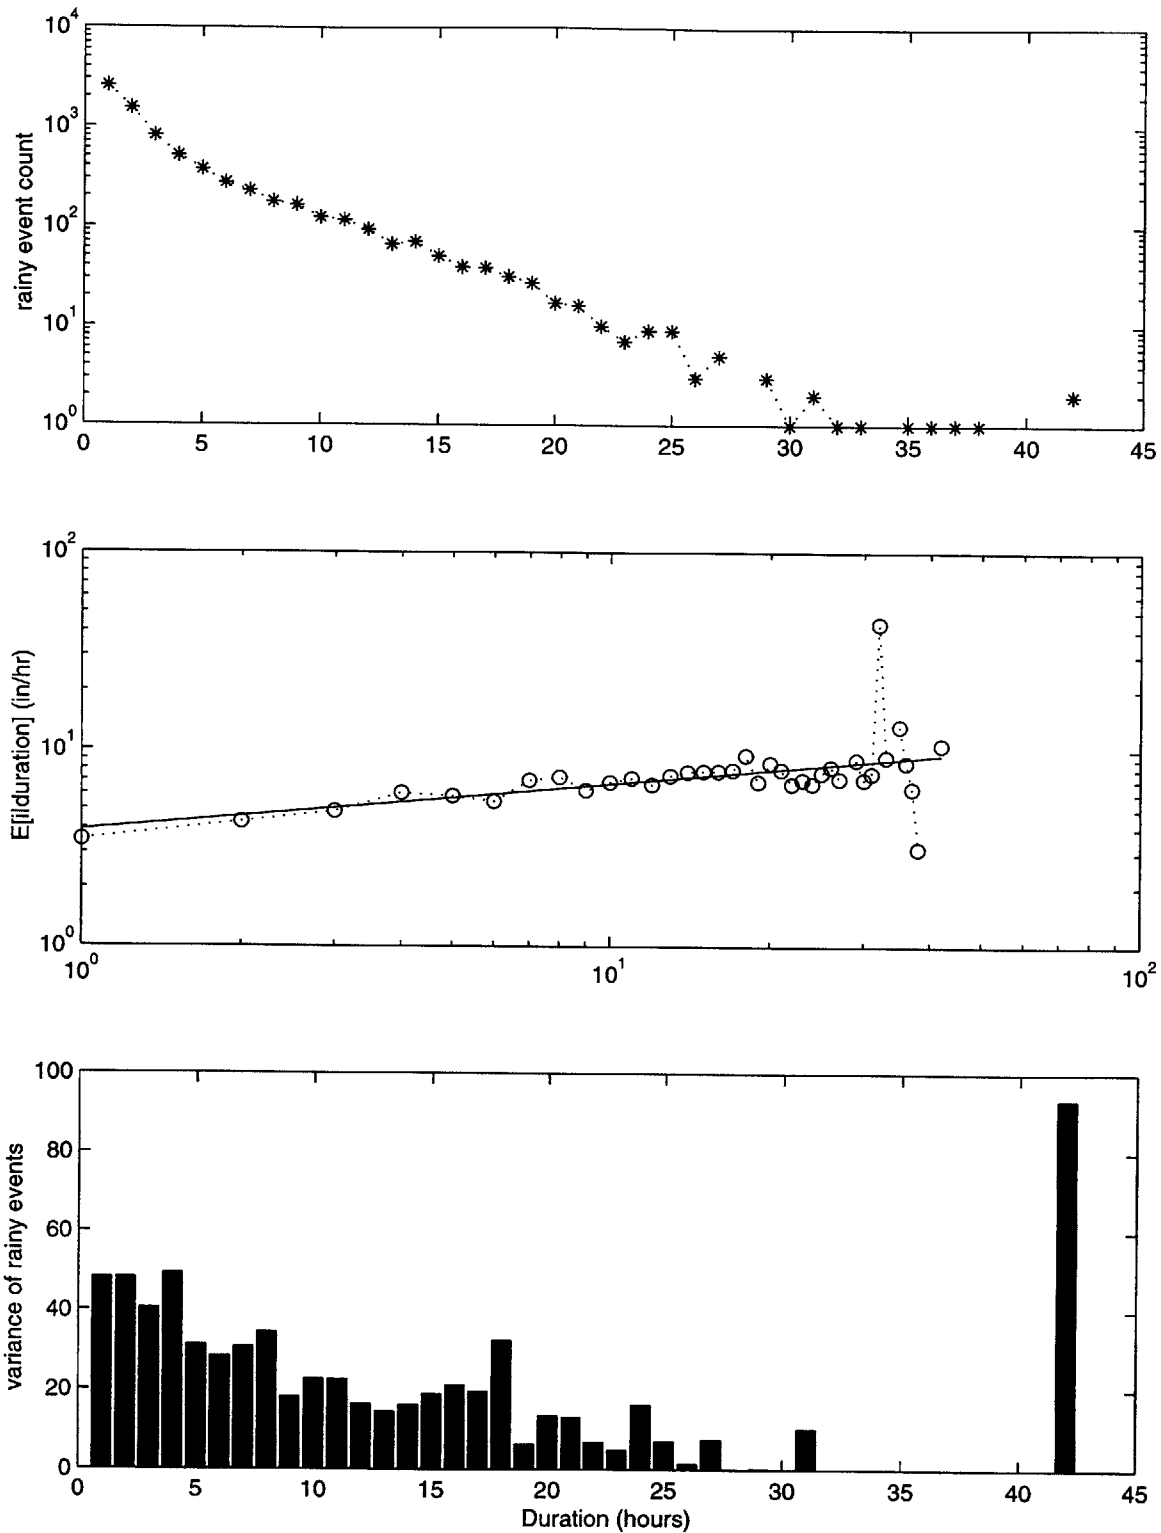 10^4
10^3
10^2
10^1
10^0
rainy event count
0 5 10 15 20 25 30 35 40 45
10^2
10^1
10^0
E[i|duration] (in/hr)
10^0 10^1 10^2
100
80
60
40
20
0
variance of rainy events
0 5 10 15 20 25 30 35 40 45
Duration (hours)